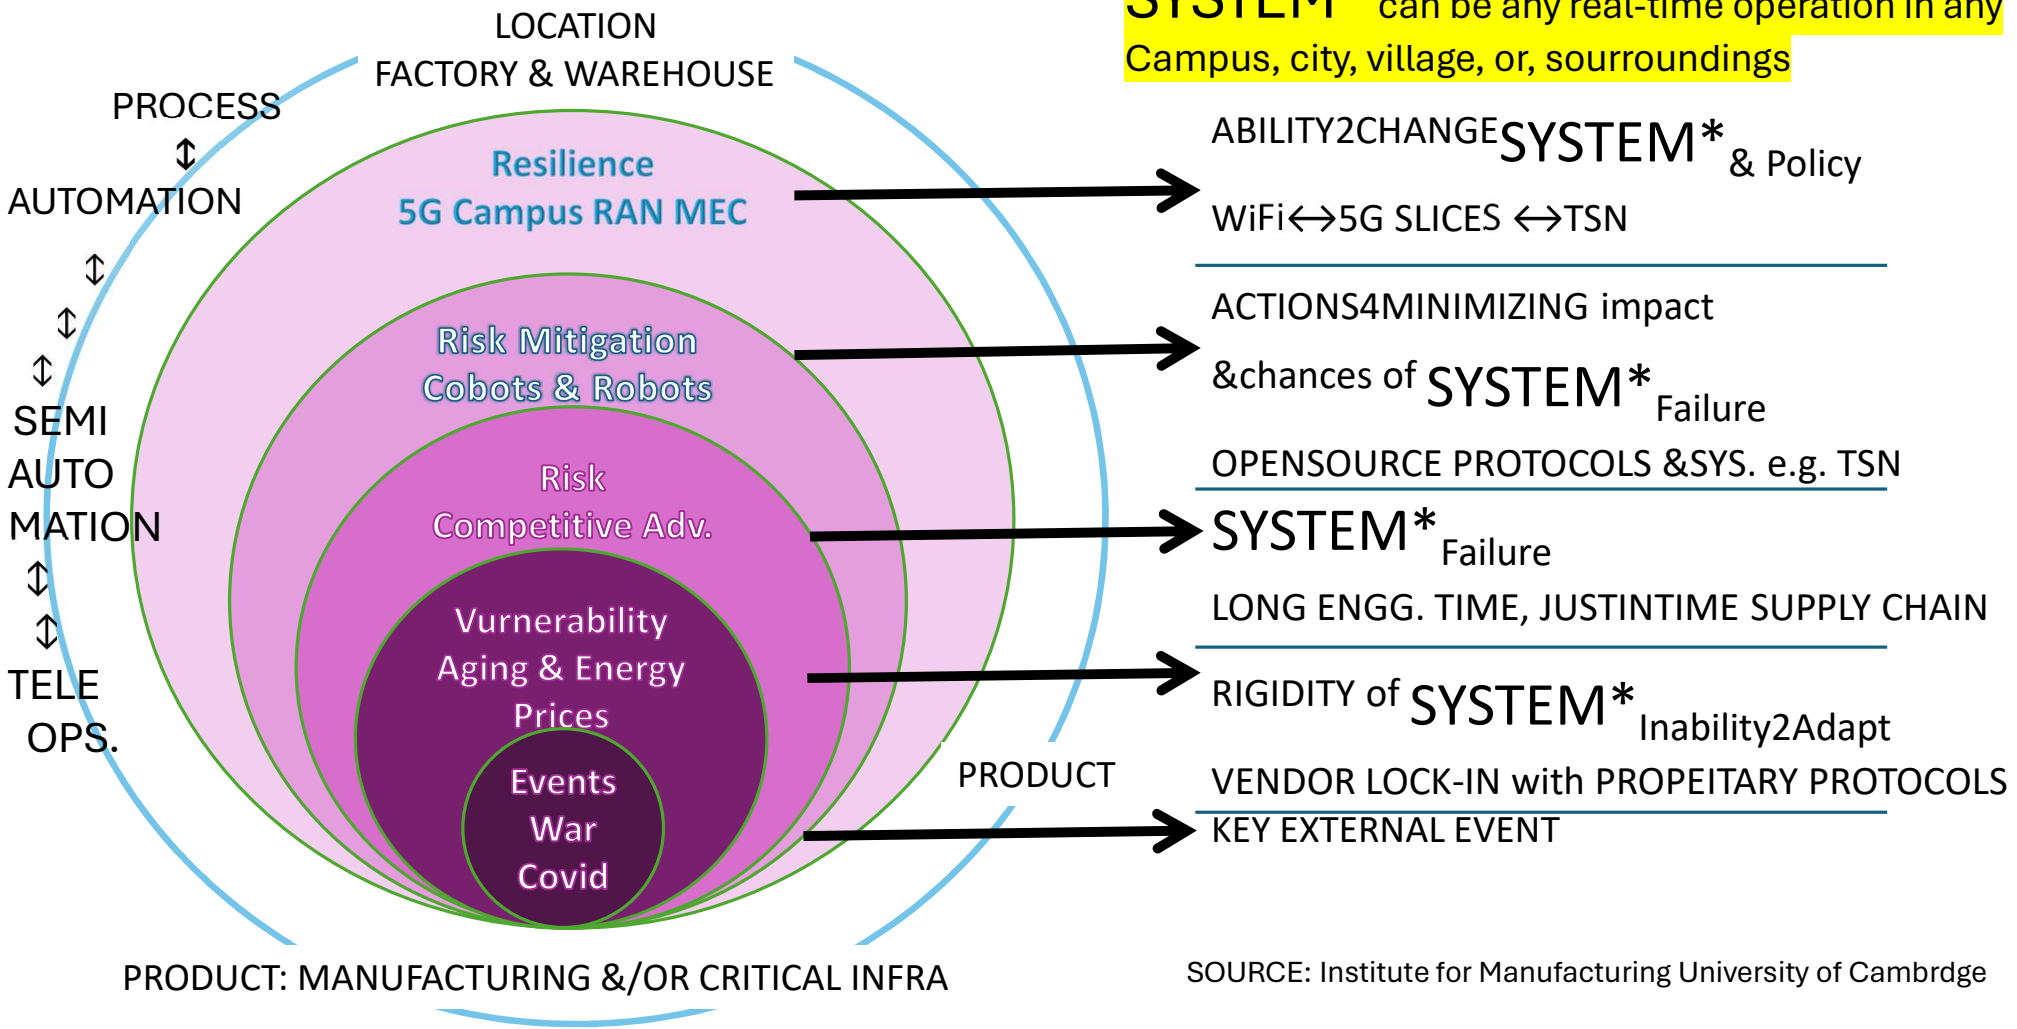 SYSTEM* can be any real-time operation in any
Campus, city, village, or, sourroundings
LOCATION
FACTORY & WAREHOUSE
PROCESS
↕
AUTOMATION
↕
↕
↕
SEMI
AUTO
MATION
↕
↕
TELE
OPS.
Resilience
5G Campus RAN MEC
Risk Mitigation
Cobots & Robots
Risk
Competitive Adv.
Vurnerability
Aging & Energy
Prices
Events
War
Covid
PRODUCT
PRODUCT: MANUFACTURING &/OR CRITICAL INFRA
ABILITY2CHANGE SYSTEM* & Policy
WiFi↔5G SLICES ↔TSN
ACTIONS4MINIMIZING impact
&chances of SYSTEM* Failure
OPENSOURCE PROTOCOLS &SYS. e.g. TSN
SYSTEM* Failure
LONG ENGG. TIME, JUSTINTIME SUPPLY CHAIN
RIGIDITY of SYSTEM* Inability2Adapt
VENDOR LOCK-IN with PROPEITARY PROTOCOLS
KEY EXTERNAL EVENT
SOURCE: Institute for Manufacturing University of Cambrdge